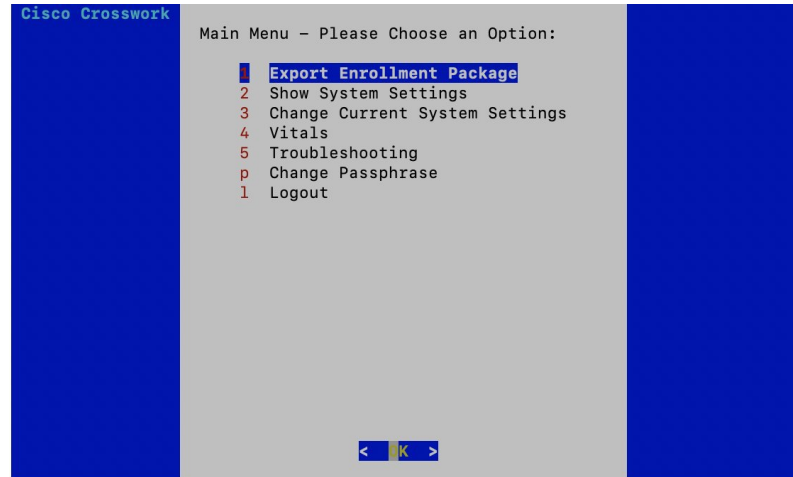 Cisco Crosswork
Main Menu – Please Choose an Option:
1 Export Enrollment Package
2 Show System Settings
3 Change Current System Settings
4 Vitals
5 Troubleshooting
p Change Passphrase
l Logout
< OK >